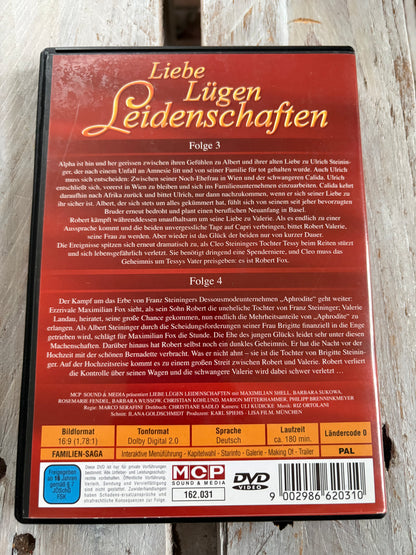 Liebe
Lügen
Leidenschaften
Folge 3
Alpha ist hin und her gerissen zwischen ihren Gefühlen zu Albert und ihrer alten Liebe zu Ulrich Steinin-
ger, der nach einem Unfall an Amnesie litt und von seiner Familie für tot gehalten wurde. Auch Ulrich
muss sich entscheiden: Zwischen seiner Noch-Ehefrau in Wien und der schwangeren Calida. Ulrich
entschließt sich, vorerst in Wien zu bleiben und sich ins Familienunternehmen einzuarbeiten. Calida kehrt
daraufhin nach Afrika zurück und bittet Ulrich, nur dann nachzukommen, wenn er sich seiner Liebe zu
ihr sicher ist. Albert, der sich stets um alles gekümmert hat, fühlt sich von seinem seit jeher bevorzugten
Bruder erneut bedroht und plant einen beruflichen Neuanfang in Basel.
Robert kämpft währenddessen unaufhaltsam um seine Liebe zu Valerie. Als es endlich zu einer
Aussprache kommt und die beiden unvergessliche Tage auf Capri verbringen, bittet Robert Valerie,
seine Frau zu werden. Aber wieder ist das Glück der beiden nur von kurzer Dauer.
Die Ereignisse spitzen sich erneut dramatisch zu, als Cleo Steiningers Tochter Tessy beim Reiten stürzt
und sich lebensgefährlich verletzt. Sie benötigt dringend eine Spenderniere, und Cleo muss das
Geheimnis um Tessys Vater preisgeben: es ist Robert Fox.
Folge 4
Der Kampf um das Erbe von Franz Steiningers Dessousmodeunternehmen „Aphrodite“ geht weiter:
Erzrivale Maximilian Fox sieht, als sein Sohn Robert die uneheliche Tochter von Franz Steininger; Valerie
Landau, heiratet, seine große Chance gekommen, nun endlich die Mehrheitsanteile von „Aphrodite“ zu
erlangen. Als Albert Steininger durch die Scheidungsforderungen seiner Frau Brigitte finanziell in die Enge
getrieben wird, schlägt für Maximilian Fox die Stunde. Die Ehe des jungen Glücks leidet sehr unter diesen
Machenschaften. Darüber hinaus hat Robert selbst noch ein dunkles Geheimnis. Er hat die Nacht vor der
Hochzeit mit der schönen Bernadette verbracht. Was er nicht ahnt – sie ist die Tochter von Brigitte Steinin-
ger. Auf der Hochzeitsreise kommt es zu einem großen Streit zwischen Robert und Valerie. Robert verliert
die Kontrolle über seinen Wagen und die schwangere Valerie wird dabei schwer verletzt …
MCP SOUND & MEDIA präsentiert LIEBE LÜGEN LEIDENSCHAFTEN mit MAXIMILIAN SHELL, BARBARA SUKOWA,
ROSEMARIE FENDEL, BARBARA WUSSOW, CHRISTIAN KOHLUND, MARION MITTERHAMMER, PHILIPP BRENNINKMEYER
Regie: MARCO SERAFINI Drehbuch: CHRISTIANE SADLO Kamera: ULI KUDICKE Musik: RIZ ORTOLANI
Schnitt: ILANA GOLDSCHMIDT Produzent: KARL SPIEHS LISA FILM, MÜNCHEN
Bildformat
16:9 (1,78:1)
Tonformat
Dolby Digital 2.0
Sprache
Deutsch
Laufzeit
ca. 180 min.
Ländercode 0
FAMILIEN-SAGA
Interaktive Menüführung - Kapitelwahl - Starinfo - Galerie - Making Of - Trailer
PAL
Freigegeben
ab 16 Jahren
gemäß § 7
JÖSchG
FSK
MCP
SOUND & MEDIA
162.031
DVD
VIDEO
9 002986 620310